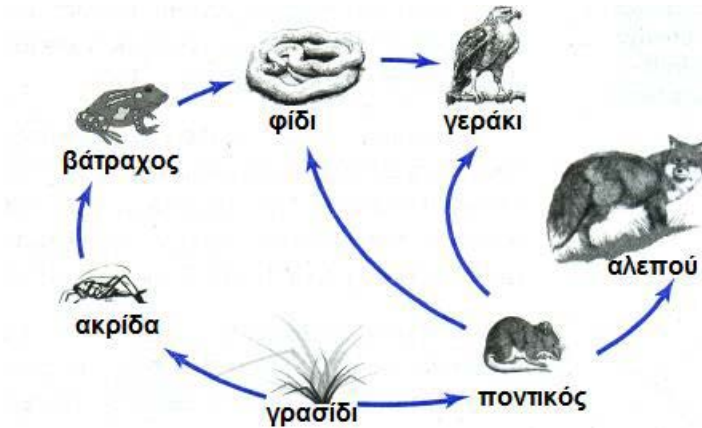 φίδι
γεράκι
βάτραχος
αλεπού
ακρίδα
ποντικός
γρασίδι